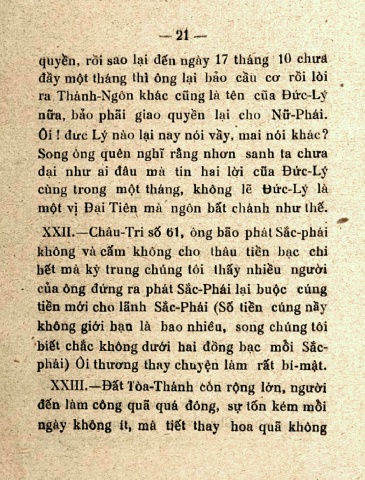 — 21 —
quyền, rồi sao lại đến ngày 17 tháng 10 chưa
đầy một tháng thì ông lại bảo cầu cơ rồi lòi
ra Thánh-Ngôn khác cũng là tên của Đức-Lý
nữa, bảo phãi giao quyền lại cho Nữ-Phái.
Ôi ! đưc Lý nào lại nay nói vầy, mai nói khác?
Song ông quên nghĩ rằng nhơn sanh ta chưa
dại như ai đâu mà tin hai lời của Đức-Lý
cùng trong một tháng, không lẽ Đức-Lý là
một vị Đại Tiên mà ngôn bất chánh như thế.
XXII.—Châu-Tri số 61, ông bão phát Sắc-phái
không và cấm không cho thâu tiền bạc chi
hết mà kỳ trung chúng tôi thấy nhiều người
của ông đứng ra phát Sắc-Phái lại buộc cúng
tiền mới cho lãnh Sắc-Phái (Số tiền cúng nầy
không giới hạn là bao nhiêu, song chúng tôi
biết chắc không dưới hai đồng bạc mỗi Sắc-
phái) Ôi thương thay chuyện làm rất bí-mật.
XXIII.—Đất Tòa-Thánh còn rộng lớn, người
đến làm công quã quá đông, sự tốn kém mỗi
ngày không ít, mà tiết thay hoa quã không